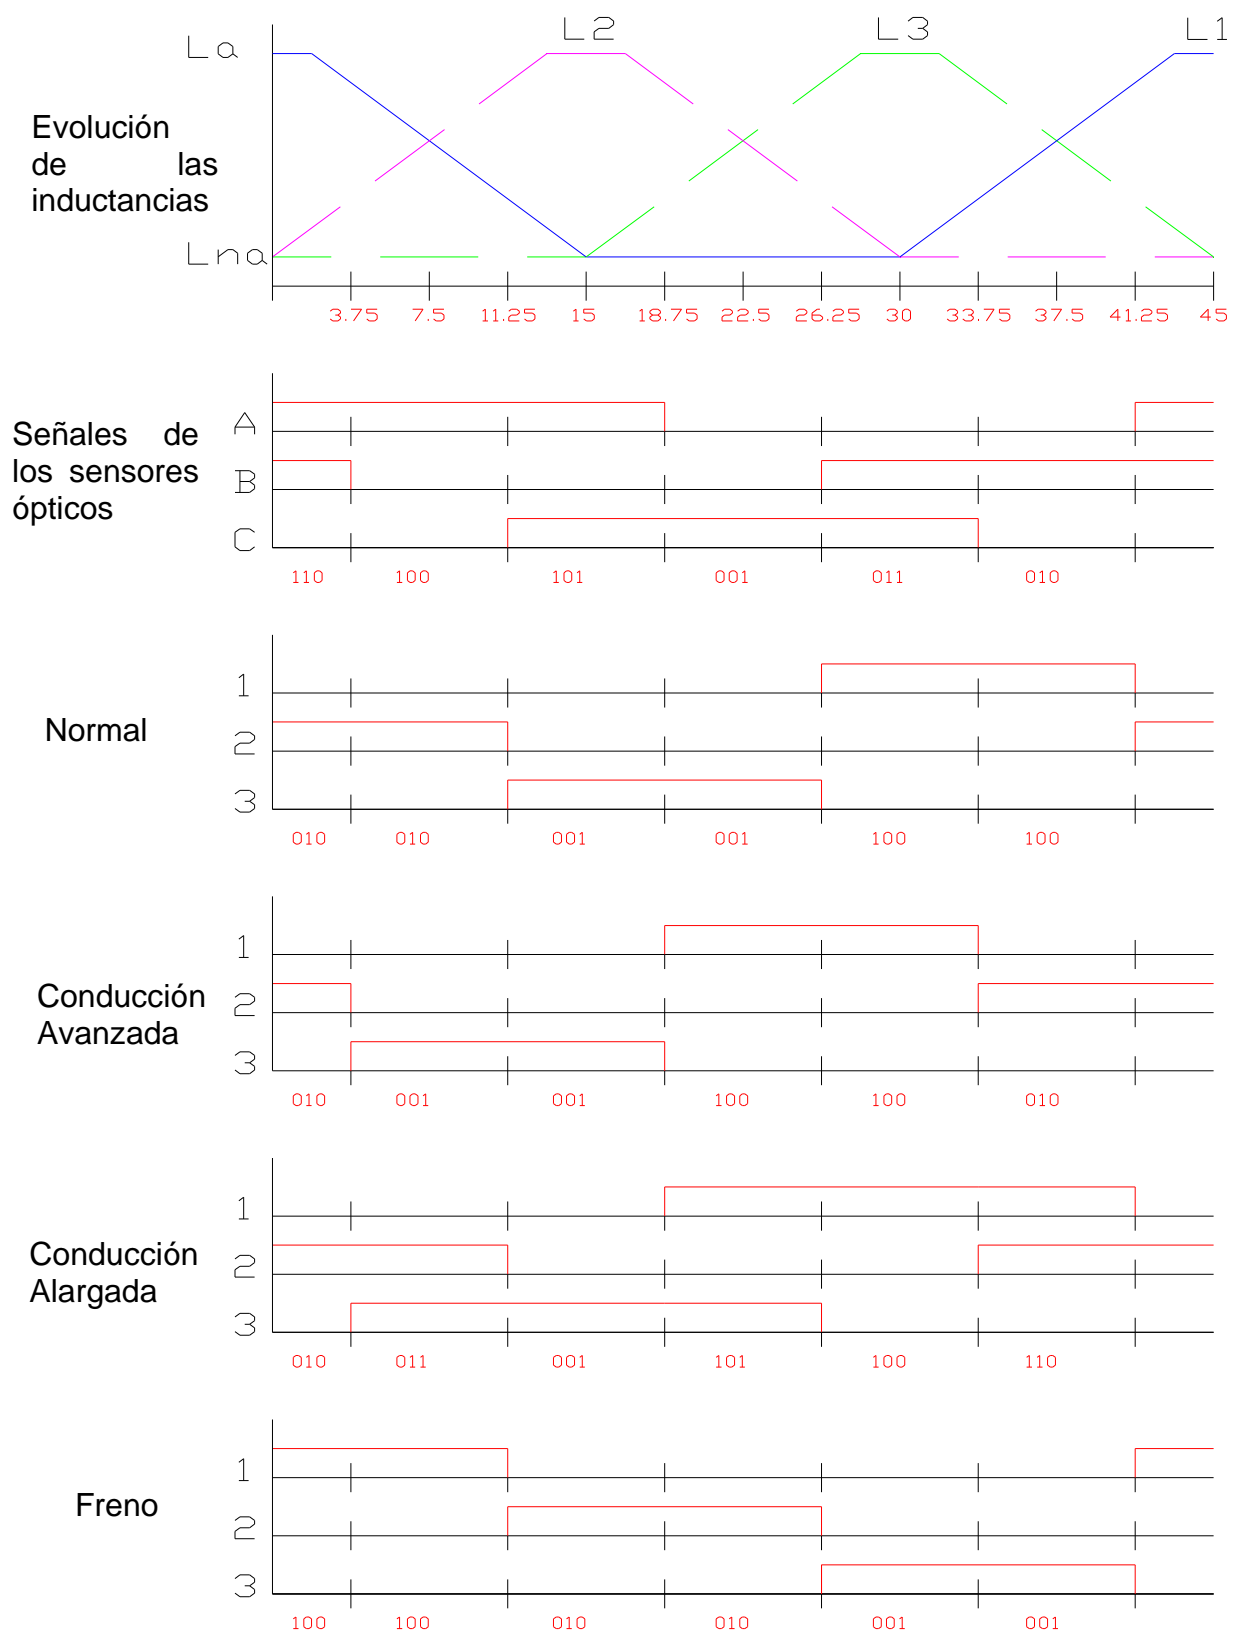 La L2 L3 L1
Evolución
de las
inductancias
Lna
3.75 7.5 11.25 15 18.75 22.5 26.25 30 33.75 37.5 41.25 45
Señales de
los sensores
ópticos
A
B
C
110 100 101 001 011 010
Normal
1
2
3
010 010 001 001 100 100
Conducción
Avanzada
1
2
3
010 001 001 100 100 010
Conducción
Alargada
1
2
3
010 011 001 101 100 110
Freno
1
2
3
100 100 010 010 001 001